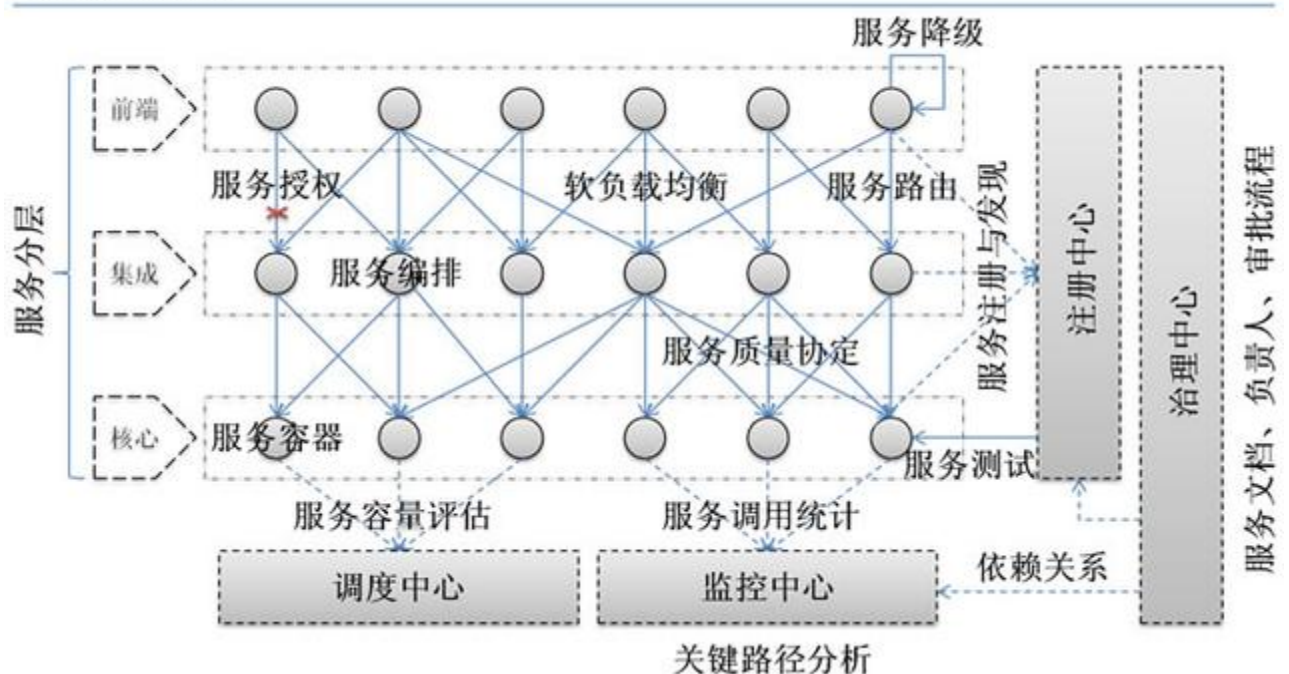 服务降级
前端
服务授权
软负载均衡
服务路由
服务分层
集成
服务编排
服务注册与发现
注册中心
治理中心
服务文档、负责人、审批流程
服务质量协定
核心
服务容器
服务测试
服务容量评估
服务调用统计
调度中心
监控中心
依赖关系
关键路径分析